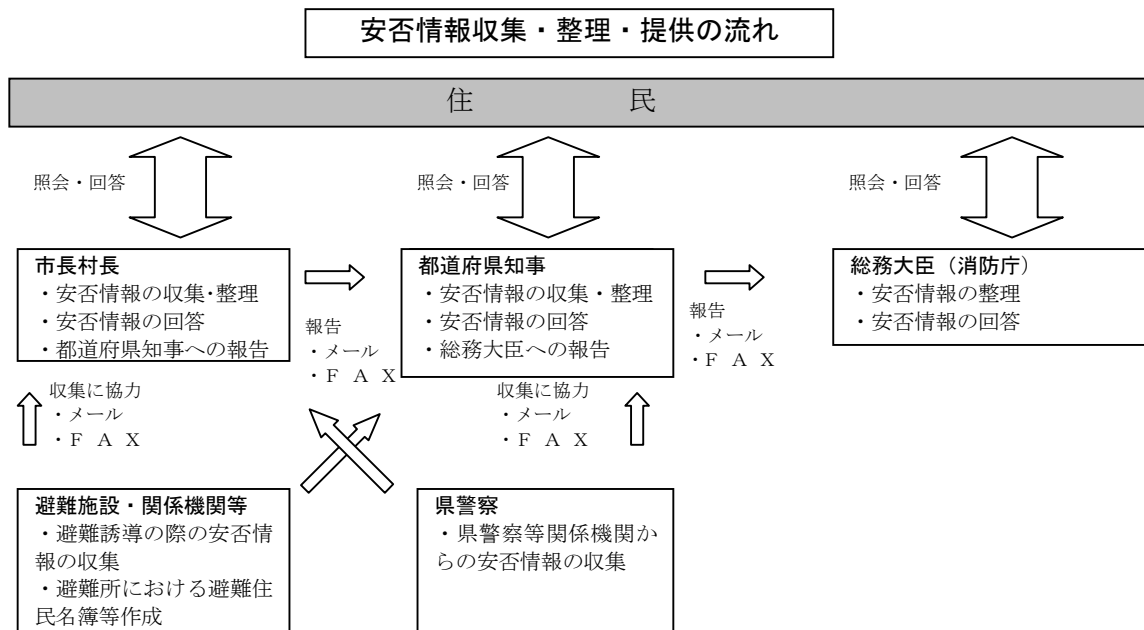 安否情報収集・整理・提供の流れ
住　　　　民
照会・回答
照会・回答
照会・回答
市長村長
・安否情報の収集・整理
・安否情報の回答
・都道府県知事への報告
報告
・メール
・ＦＡＸ
都道府県知事
・安否情報の収集・整理
・安否情報の回答
・総務大臣への報告
報告
・メール
・ＦＡＸ
総務大臣（消防庁）
・安否情報の整理
・安否情報の回答
収集に協力
・メール
・ＦＡＸ
収集に協力
・メール
・ＦＡＸ
避難施設・関係機関等
・避難誘導の際の安否情
報の収集
・避難所における避難住
民名簿等作成
県警察
・県警察等関係機関か
らの安否情報の収集